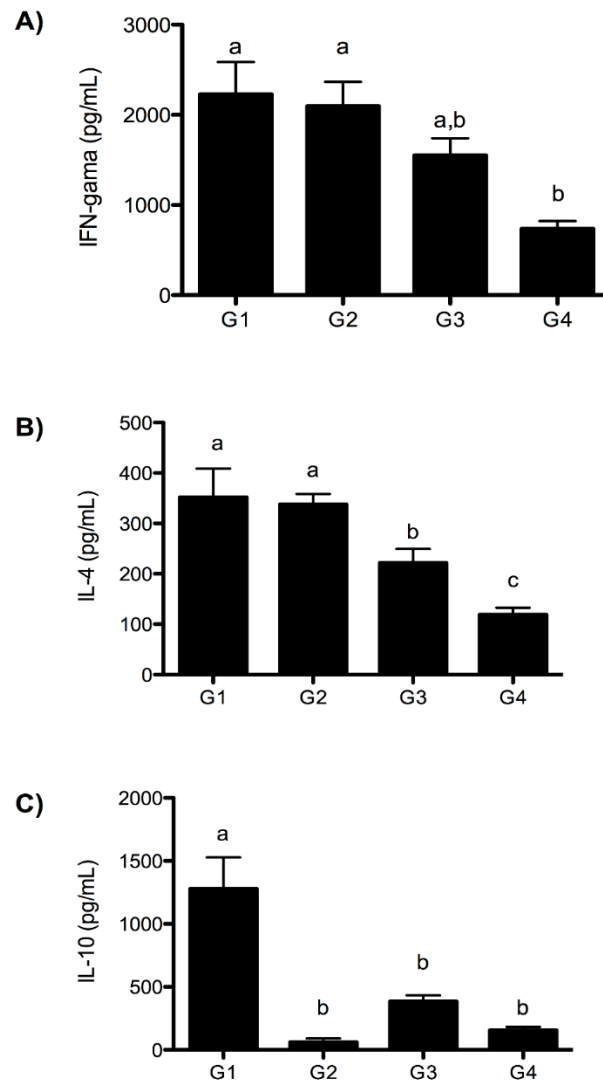 A)
IFN-gama (pg/mL)
3000
2000
1000
0
a
a
a,b
b
G1 G2 G3 G4
B)
IL-4 (pg/mL)
500
400
300
200
100
0
a
a
b
c
G1 G2 G3 G4
C)
IL-10 (pg/mL)
2000
1500
1000
500
0
a
b
b
b
G1 G2 G3 G4